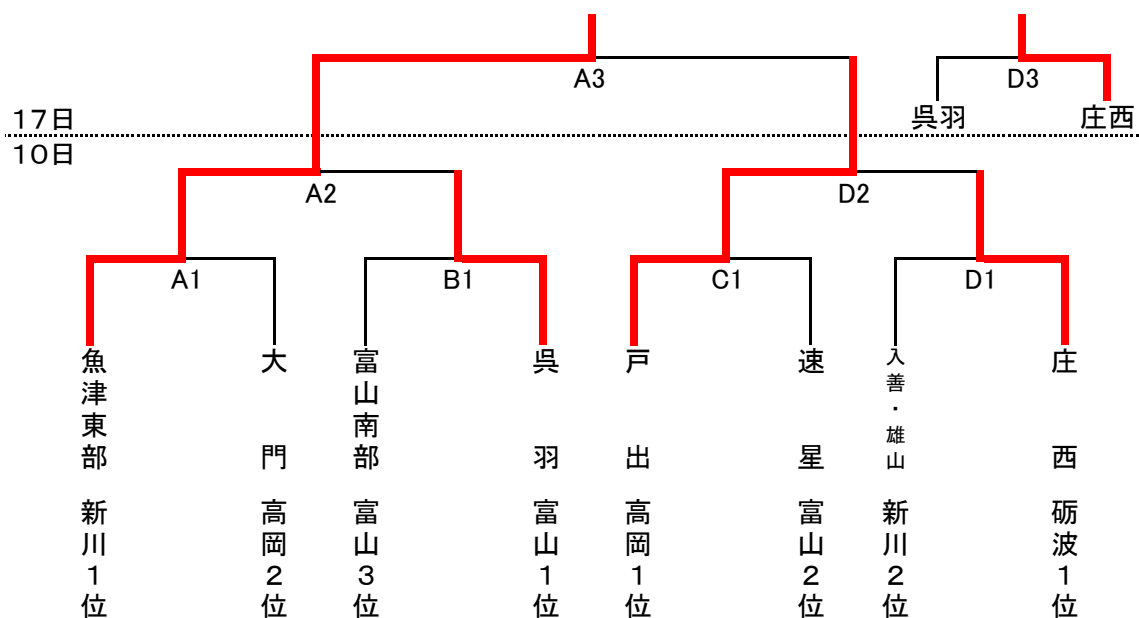 A3
D3
呉羽
庄西
17日
10日
A2
D2
A1
B1
C1
D1
魚津東部 新川1位
大門 高岡2位
富山南部 富山3位
呉羽 富山1位
戸出 高岡1位
速星 富山2位
入善・雄山 新川2位
庄西 砺波1位